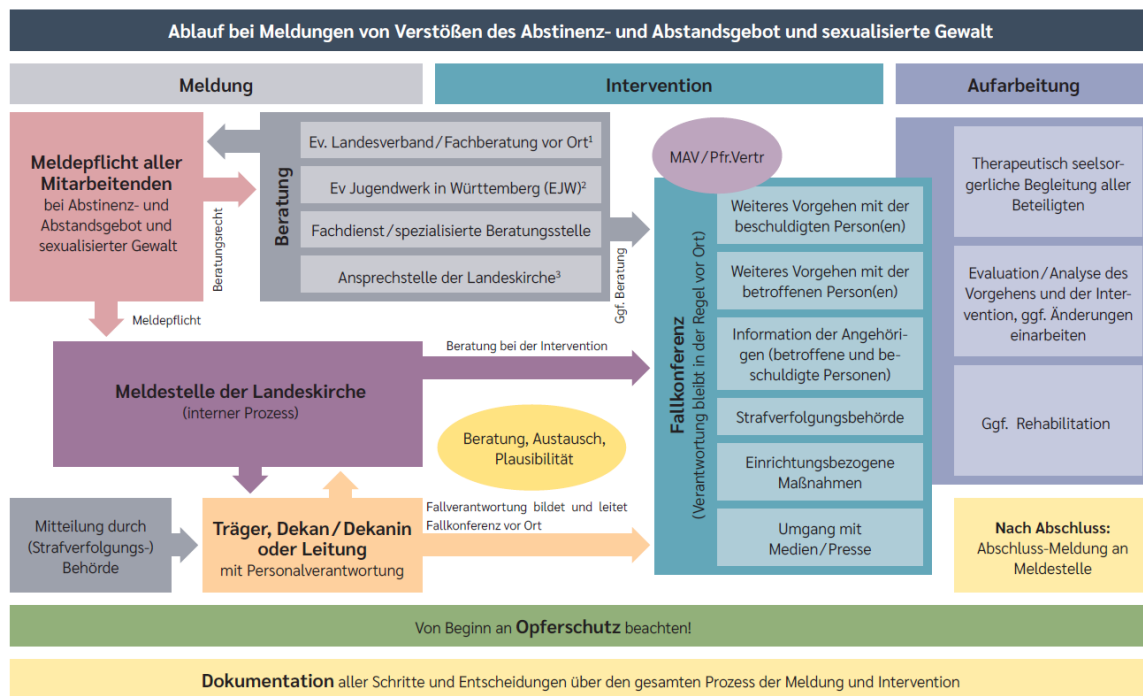 Ablauf bei Meldungen von Verstößen des Abstinenz- und Abstandsgebot und sexualisierte Gewalt
Meldung
Intervention
Aufarbeitung
Meldepflicht aller
Mitarbeitenden
bei Abstinenz- und
Abstandsgebot und
sexualisierter Gewalt
Beratungsrecht
Beratung
Ev. Landesverband/Fachberatung vor Ort¹
Ev Jugendwerk in Württemberg (EJW)²
Fachdienst/spezialisierte Beratungsstelle
Ansprechstelle der Landeskirche³
Ggf. Beratung
MAV/Pfr.Vertr
Fallkonferenz
(Verantwortung bleibt in der Regel vor Ort)
Weiteres Vorgehen mit der
beschuldigten Person(en)
Weiteres Vorgehen mit der
betroffenen Person(en)
Information der Angehöri-
gen (betroffene und be-
schuldigte Personen)
Strafverfolgungsbehörde
Einrichtungsbezogene
Maßnahmen
Umgang mit
Medien/Presse
Therapeutisch seelsor-
gerliche Begleitung aller
Beteiligten
Evaluation/Analyse des
Vorgehens und der Inter-
vention, ggf. Änderungen
einarbeiten
Ggf. Rehabilitation
Meldepflicht
Meldestelle der Landeskirche
(interner Prozess)
Beratung bei der Intervention
Beratung, Austausch,
Plausibilität
Mitteilung durch
(Strafverfolgungs-)
Behörde
Träger, Dekan/Dekanin
oder Leitung
mit Personalverantwortung
Fallverantwortung bildet und leitet
Fallkonferenz vor Ort
Nach Abschluss:
Abschluss-Meldung an
Meldestelle
Von Beginn an Opferschutz beachten!
Dokumentation aller Schritte und Entscheidungen über den gesamten Prozess der Meldung und Intervention